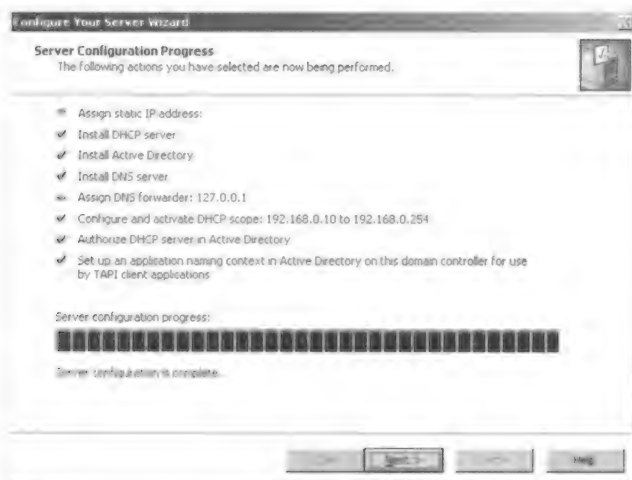 Configure Your Server Wizard
Server Configuration Progress
The following actions you have selected are now being performed.
Assign static IP address:
Install DHCP server
Install Active Directory
Install DNS server
Assign DNS forwarder: 127.0.0.1
Configure and activate DHCP scope: 192.168.0.10 to 192.168.0.254
Authorize DHCP server in Active Directory
Set up an application naming context in Active Directory on this domain controller for use
by TAPI client applications
Server configuration progress:
Server configuration is complete.
Next >
Help